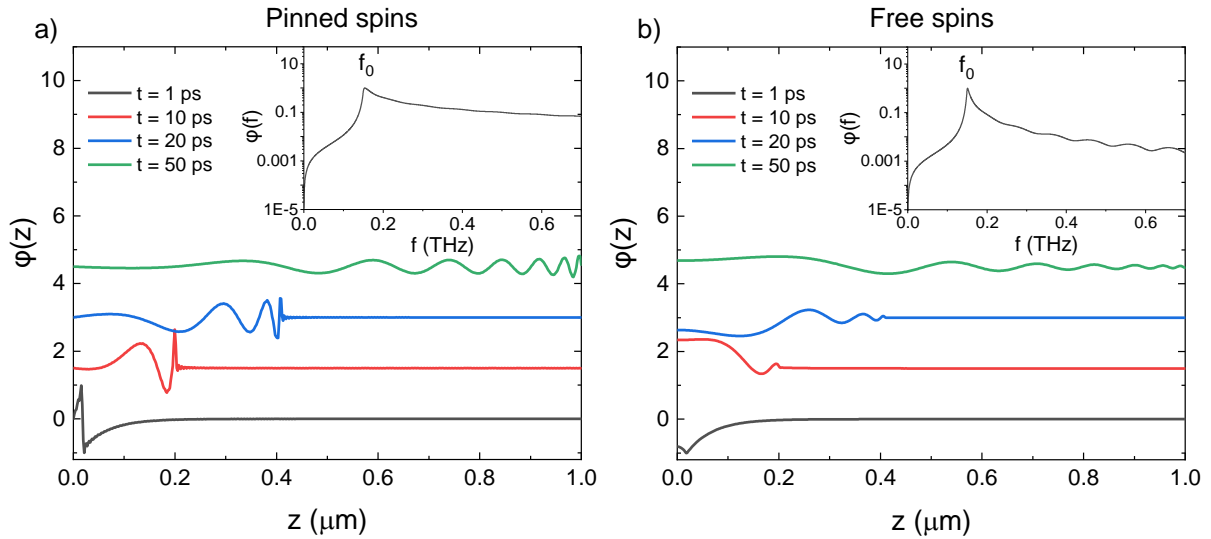 Pinned spins
a)
t = 1 ps
t = 10 ps
t = 20 ps
t = 50 ps
φ(z)
10
8
6
4
2
0
0.0 0.2 0.4 0.6 0.8 1.0
z (μm)
f₀
φ(f)
10
0.1
0.001
1E-5
0.0 0.2 0.4 0.6
f (THz)
Free spins
b)
t = 1 ps
t = 10 ps
t = 20 ps
t = 50 ps
φ(z)
10
8
6
4
2
0
0.0 0.2 0.4 0.6 0.8 1.0
z (μm)
f₀
φ(f)
10
0.1
0.001
1E-5
0.0 0.2 0.4 0.6
f (THz)